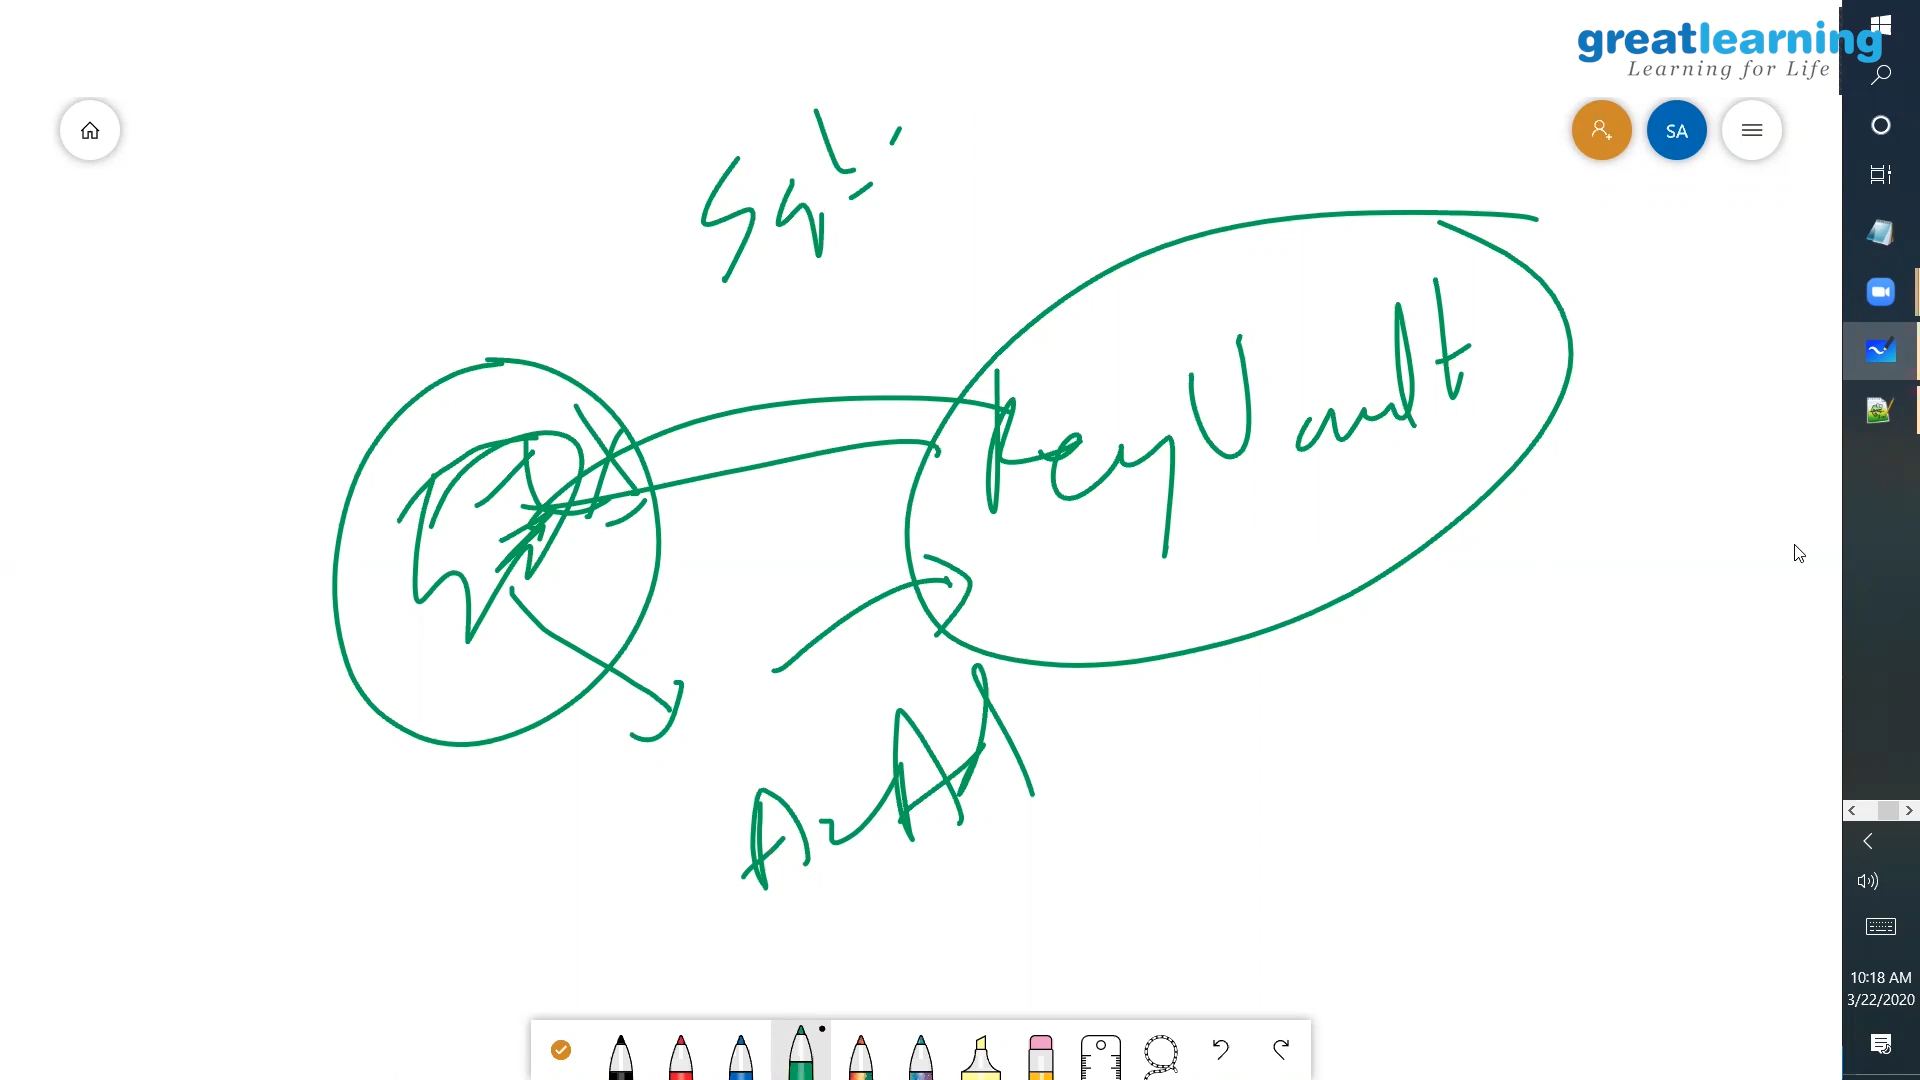 greatlearning
Learning for Life
SA
Sql
KeyVault
AzAd
10:18 AM
3/22/2020